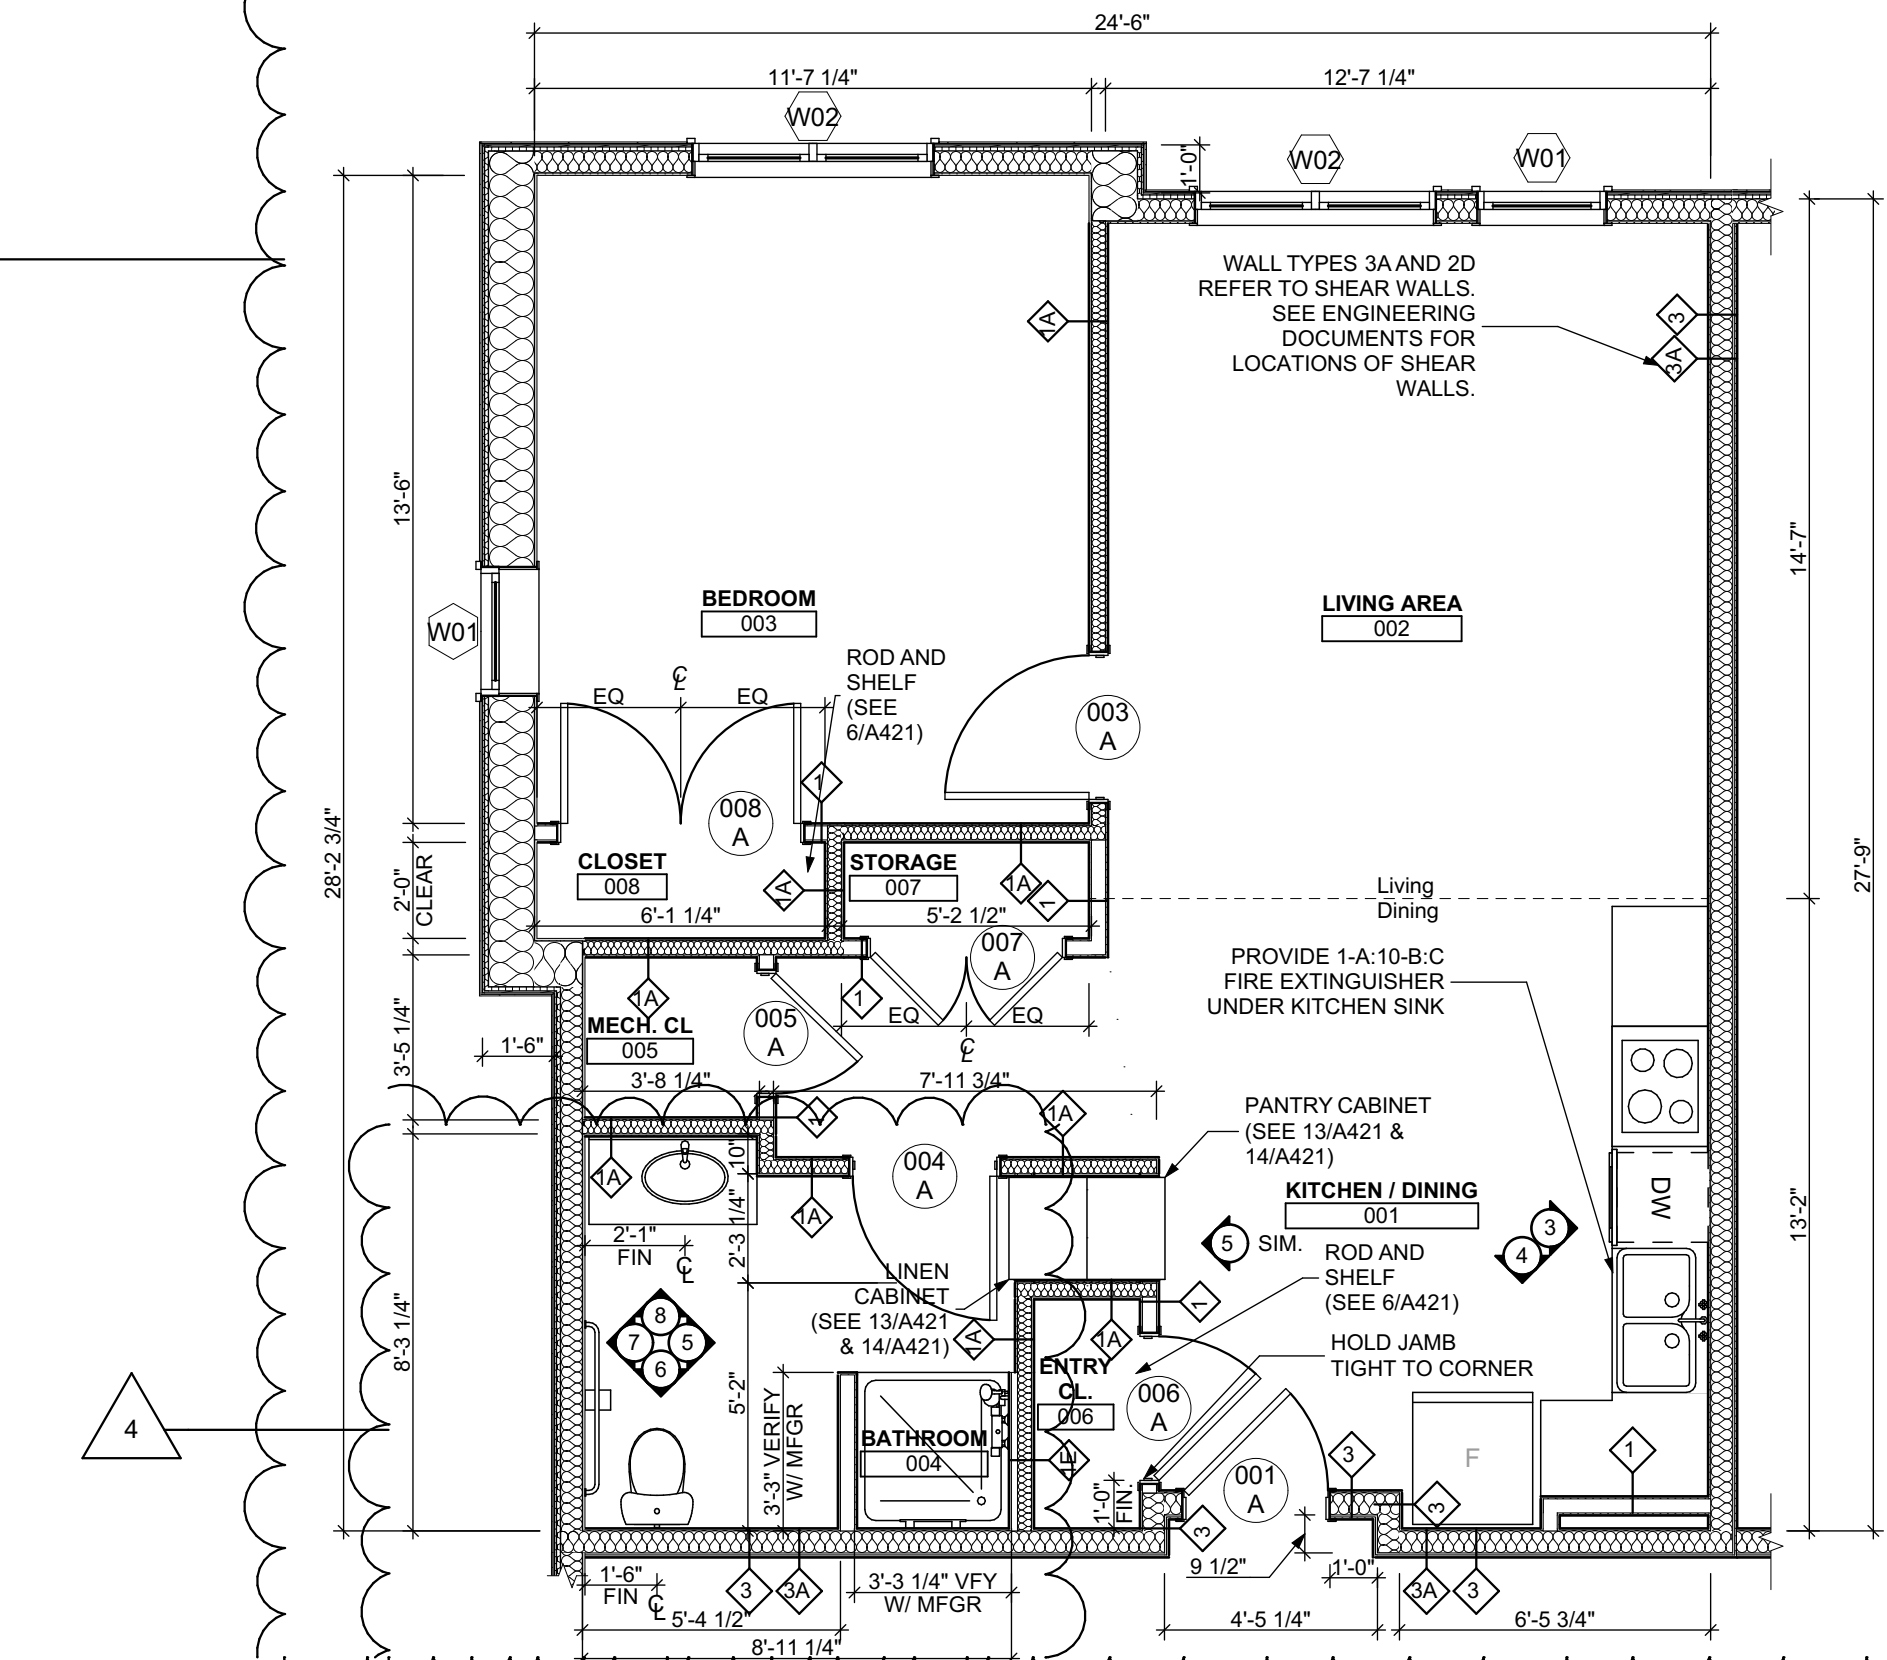 24'-6"
11'-7 1/4"
12'-7 1/4"
W02
W02
W01
1'-0"
WALL TYPES 3A AND 2D
REFER TO SHEAR WALLS.
SEE ENGINEERING
DOCUMENTS FOR
LOCATIONS OF SHEAR
WALLS.
1A
3
3A
13'-6"
14'-7"
BEDROOM
003
LIVING AREA
002
W01
ROD AND
SHELF
(SEE
6/A421)
EQ
EQ
003
A
1
008
A
28'-2 3/4"
27'-9"
2'-0"
CLEAR
CLOSET
008
1A
STORAGE
007
1A
1
Living
Dining
6'-1 1/4"
5'-2 1/2"
007
A
PROVIDE 1-A:10-B:C
FIRE EXTINGUISHER
UNDER KITCHEN SINK
1A
1
005
A
EQ
EQ
MECH. CL
005
1'-6"
3'-5 1/4"
3'-8 1/4"
7'-11 3/4"
1
1A
PANTRY CABINET
(SEE 13/A421 &
14/A421)
10"
004
A
1A
1A
KITCHEN / DINING
001
DW
13'-2"
2'-1"
FIN
2'-3 1/4"
5
SIM.
3
4
ROD AND
SHELF
(SEE 6/A421)
LINEN
CABINET
(SEE 13/A421
& 14/A421)
1
8
7
5
6
1A
1A
HOLD JAMB
TIGHT TO CORNER
8'-3 1/4"
5'-2"
ENTRY
CL.
006
006
A
4
3'-3" VERIFY
W/ MFGR
BATHROOM
004
1E
3
F
1
001
A
1'-0"
FIN.
3
3
9 1/2"
1'-0"
1'-6"
FIN
3
3A
3'-3 1/4" VFY
W/ MFGR
3A
3
5'-4 1/2"
4'-5 1/4"
6'-5 3/4"
8'-11 1/4"